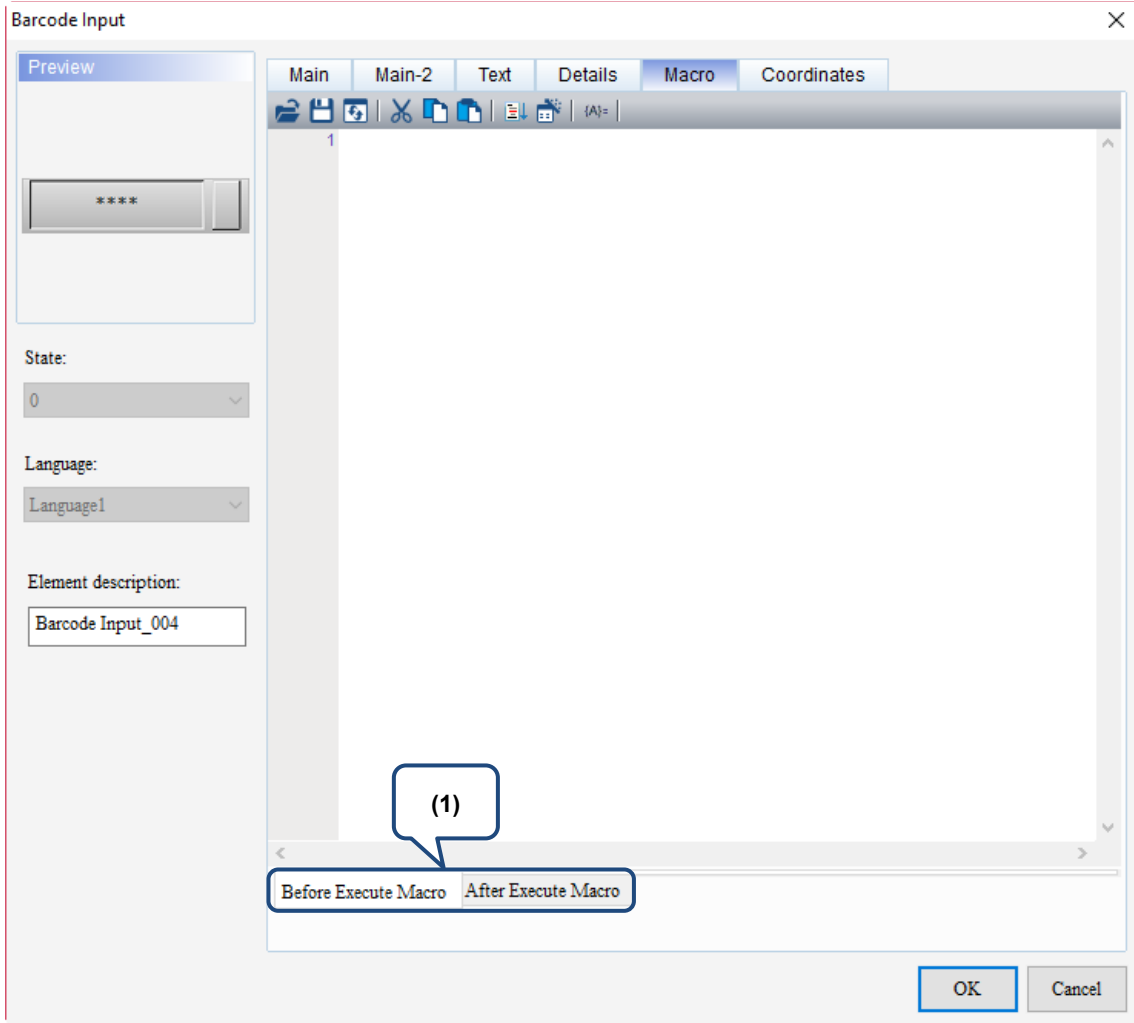 Barcode Input
Preview
Main Main-2 Text Details Macro Coordinates
{A}=
1
****
State:
0
Language:
Language1
Element description:
Barcode Input_004
(1)
Before Execute Macro After Execute Macro
OK Cancel